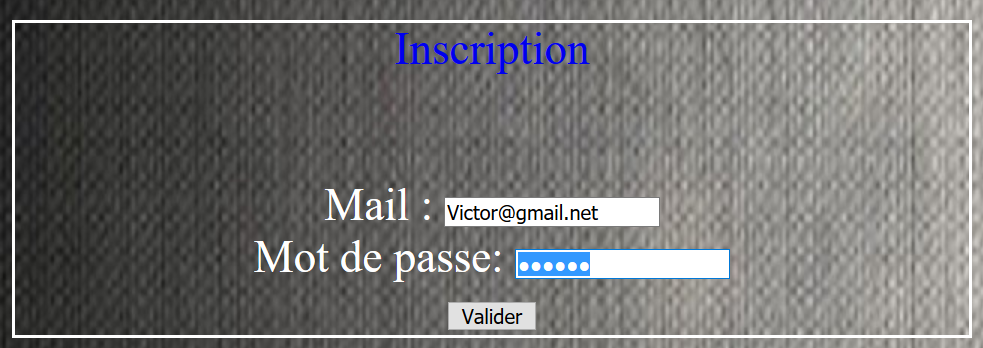 Inscription
Mail : Victor@gmail.net
Mot de passe: ••••••
Valider